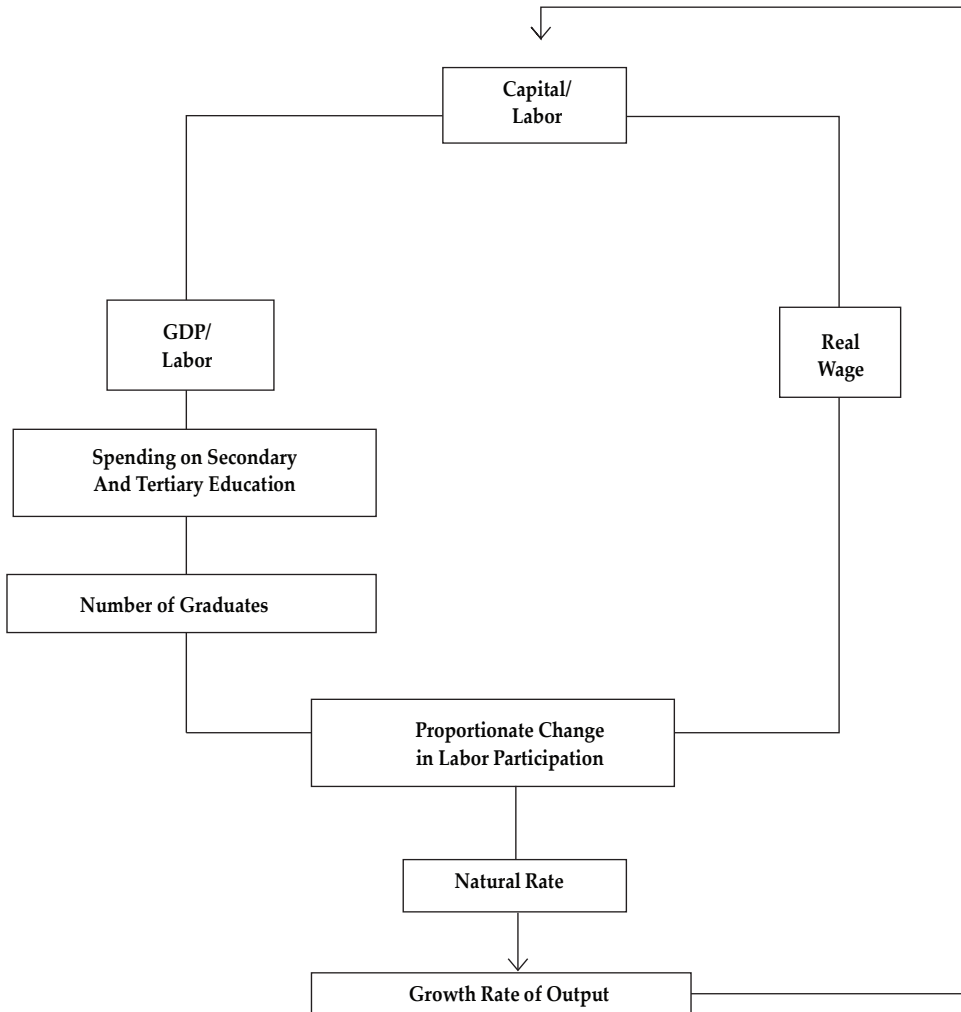 Capital/
Labor
GDP/
Labor
Real
Wage
Spending on Secondary
And Tertiary Education
Number of Graduates
Proportionate Change
in Labor Participation
Natural Rate
Growth Rate of Output